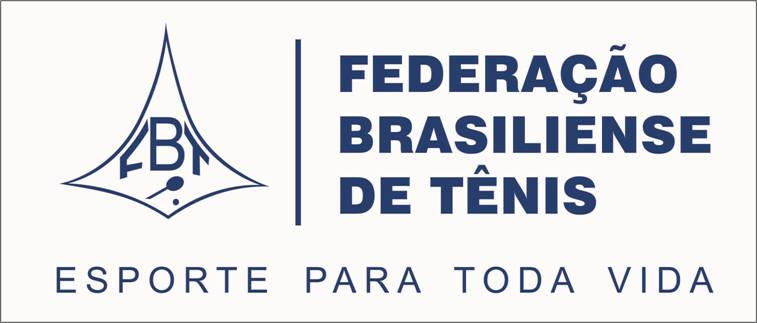 FBT
FEDERAÇÃO
BRASILIENSE
DE TÊNIS
ESPORTE PARA TODA VIDA